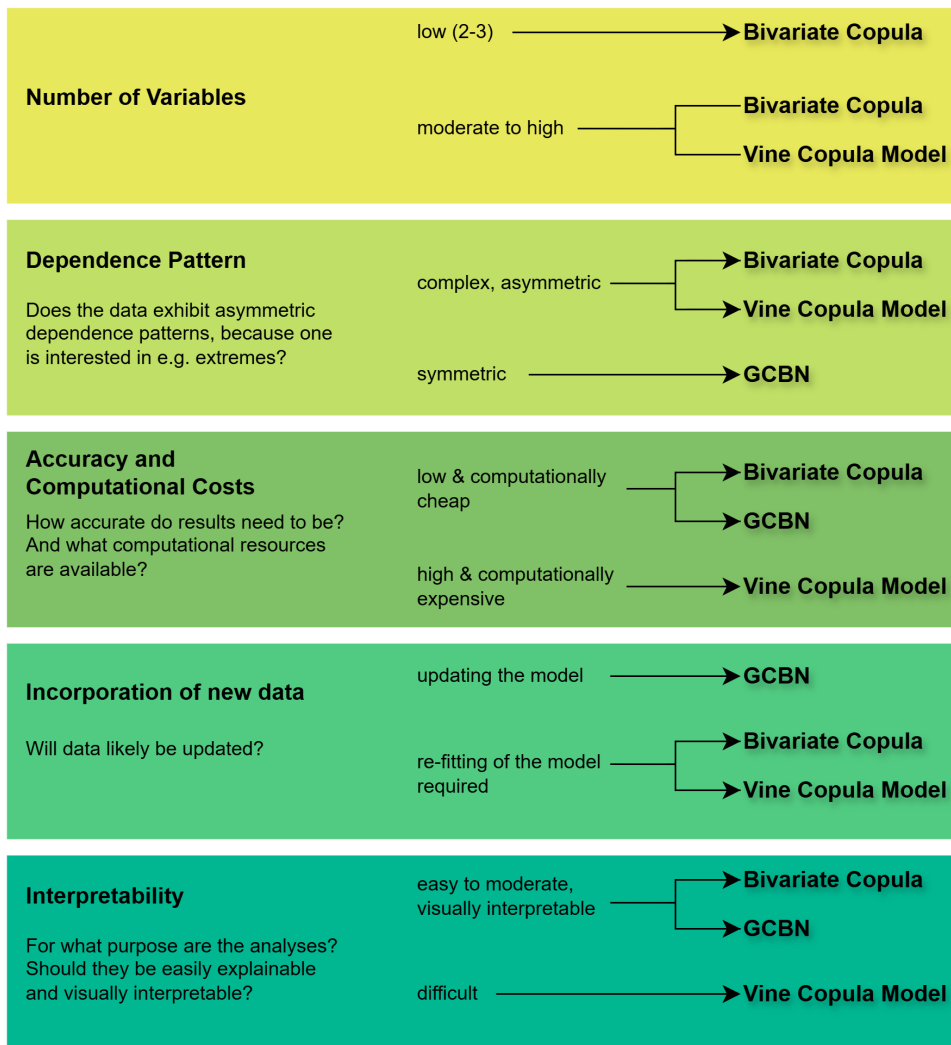 Number of Variables
low (2-3)
Bivariate Copula
moderate to high
Bivariate Copula
Vine Copula Model
Dependence Pattern
Does the data exhibit asymmetric
dependence patterns, because one
is interested in e.g. extremes?
complex, asymmetric
Bivariate Copula
Vine Copula Model
symmetric
GCBN
Accuracy and
Computational Costs
How accurate do results need to be?
And what computational resources
are available?
low & computationally
cheap
Bivariate Copula
GCBN
high & computationally
expensive
Vine Copula Model
Incorporation of new data
Will data likely be updated?
updating the model
GCBN
re-fitting of the model
required
Bivariate Copula
Vine Copula Model
Interpretability
For what purpose are the analyses?
Should they be easily explainable
and visually interpretable?
easy to moderate,
visually interpretable
Bivariate Copula
GCBN
difficult
Vine Copula Model